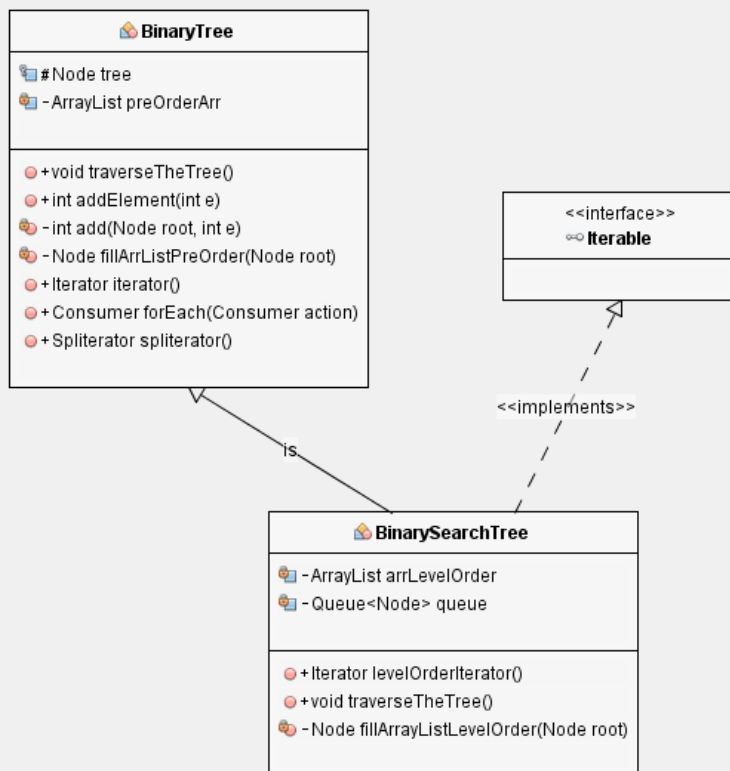 BinaryTree
# Node tree
- ArrayList preOrderArr
+ void traverseTheTree()
+ int addElement(int e)
- int add(Node root, int e)
- Node fillArrListPreOrder(Node root)
+ Iterator iterator()
+ Consumer forEach(Consumer action)
+ Spliterator spliterator()
<<interface>>
Iterable
<<implements>>
is
BinarySearchTree
- ArrayList arrLevelOrder
- Queue<Node> queue
+ Iterator levelOrderIterator()
+ void traverseTheTree()
- Node fillArrayListLevelOrder(Node root)